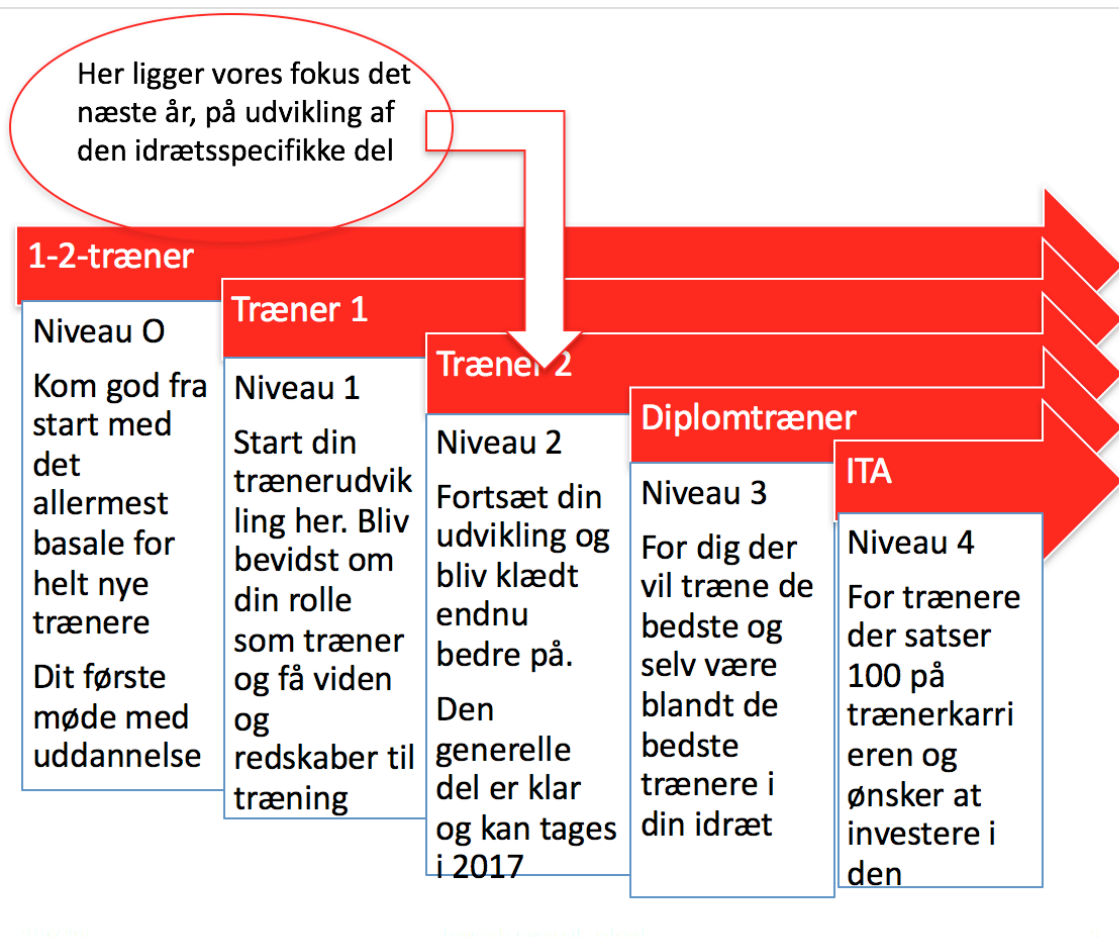 Her ligger vores fokus det
næste år, på udvikling af
den idrætsspecifikke del
1-2-træner
Niveau O
Kom god fra
start med
det
allermest
basale for
helt nye
trænere
Dit første
møde med
uddannelse
Træner 1
Niveau 1
Start din
trænerudvik
ling her. Bliv
bevidst om
din rolle
som træner
og få viden
og
redskaber til
træning
Træner 2
Niveau 2
Fortsæt din
udvikling og
bliv klædt
endnu
bedre på.
Den
generelle
del er klar
og kan tages
i 2017
Diplomtræner
Niveau 3
For dig der
vil træne de
bedste og
selv være
blandt de
bedste
trænere i
din idræt
ITA
Niveau 4
For trænere
der satser
100 på
trænerkarri
eren og
ønsker at
investere i
den